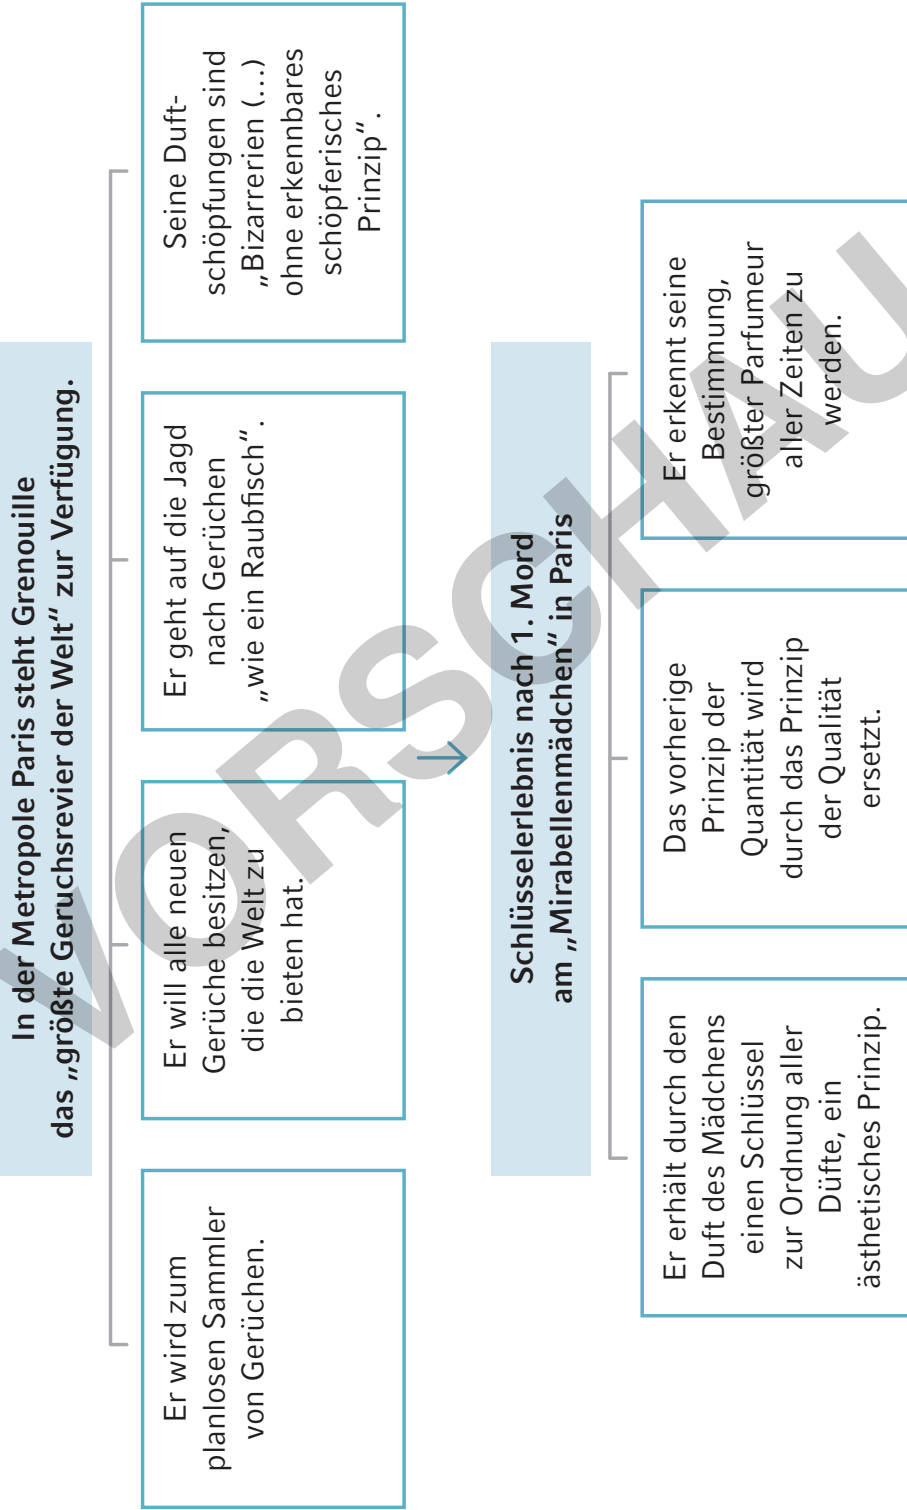 In der Metropole Paris steht Grenouille
das „größte Geruchsrevier der Welt“ zur Verfügung.
Er wird zum
planlosen Sammler
von Gerüchen.
Er will alle neuen
Gerüche besitzen,
die die Welt zu
bieten hat.
Er geht auf die Jagd
nach Gerüchen
„wie ein Raubfisch“.
Seine Duft-
schöpfungen sind
„Bizarrerien (...)
ohne erkennbares
schöpferisches
Prinzip“.
Schlüsselerlebnis nach 1. Mord
am „Mirabellenmädchen“ in Paris
Er erhält durch den
Duft des Mädchens
einen Schlüssel
zur Ordnung aller
Düfte, ein
ästhetisches Prinzip.
Das vorherige
Prinzip der
Quantität wird
durch das Prinzip
der Qualität
ersetzt.
Er erkennt seine
Bestimmung,
größter Parfumeur
aller Zeiten zu
werden.
VORSCHAU